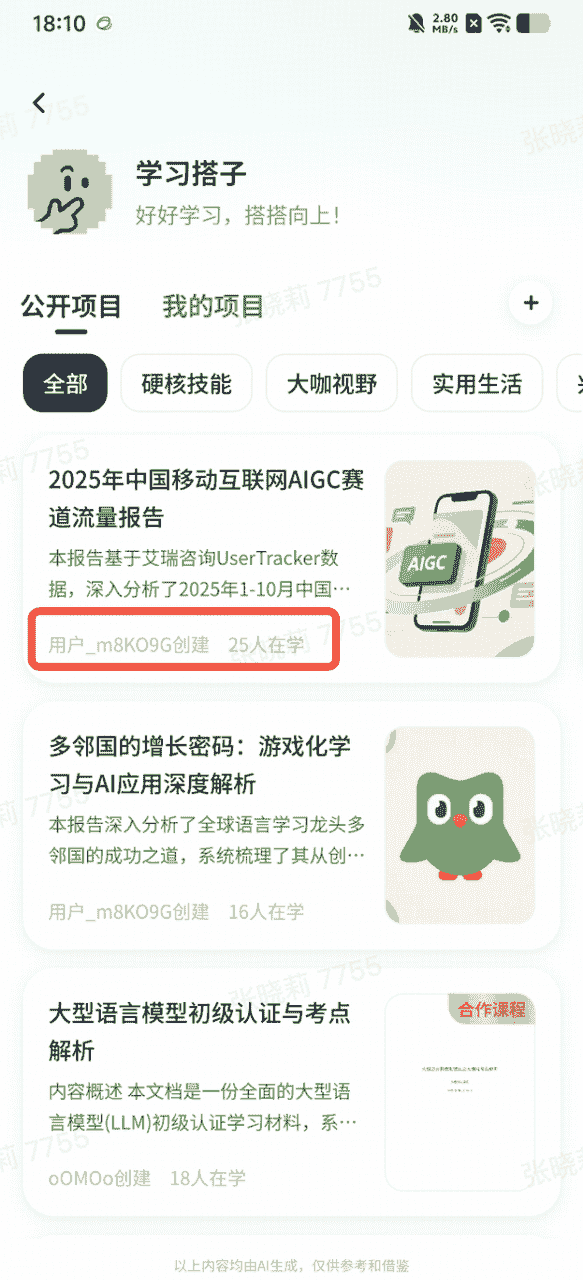 18:10
2.80
MB/s
学习搭子
好好学习，搭搭向上！
公开项目 我的项目
全部 硬核技能 大咖视野 实用生活
2025年中国移动互联网AIGC赛
道流量报告
本报告基于艾瑞咨询UserTracker数
据，深入分析了2025年1-10月中国…
用户_m8KO9G创建 25人在学
AIGC
多邻国的增长密码：游戏化学
习与AI应用深度解析
本报告深入分析了全球语言学习龙头多
邻国的成功之道，系统梳理了其从创…
用户_m8KO9G创建 16人在学
大型语言模型初级认证与考点
解析
内容概述 本文档是一份全面的大型语
言模型(LLM)初级认证学习材料，系…
oOMOo创建 18人在学
合作课程
以上内容均由AI生成，仅供参考和借鉴
张晓莉 7755